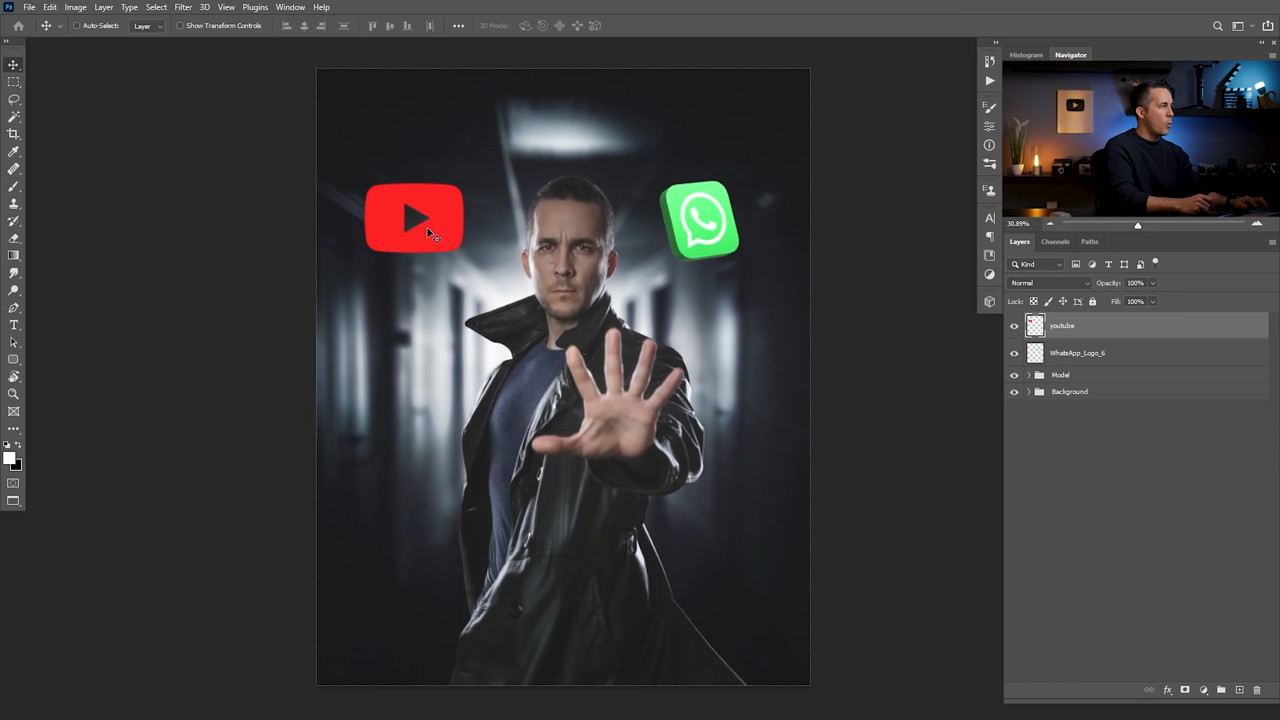 Ps File Edit Image Layer Type Select Filter 3D View Plugins Window Help
Auto-Select: Layer Show Transform Controls 3D Mode:
Histogram Navigator
30.89%
Layers Channels Paths
Kind
Normal Opacity: 100%
Lock: Fill: 100%
youtube
WhatsApp_Logo_6
Model
Background
fx